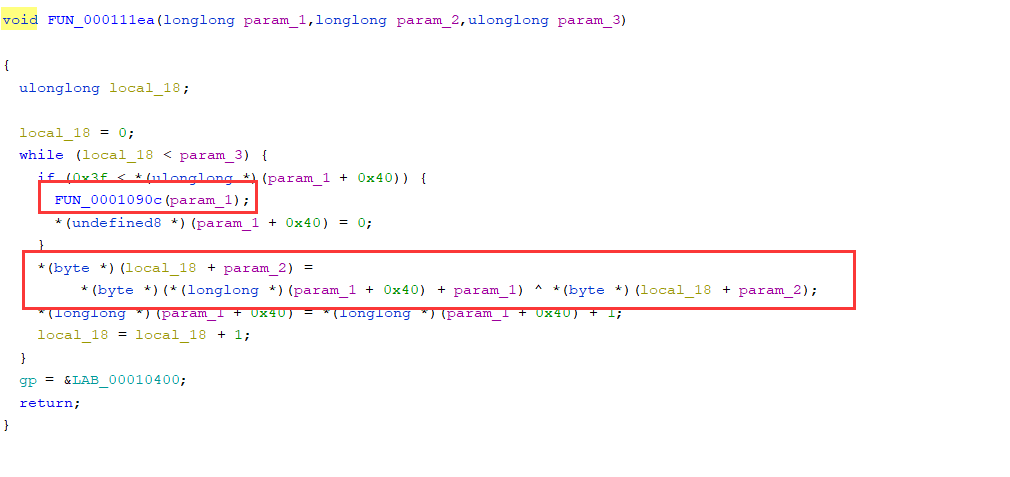 void FUN_000111ea(longlong param_1,longlong param_2,ulonglong param_3)
{
ulonglong local_18;
local_18 = 0;
while (local_18 < param_3) {
if (0x3f < *(ulonglong *)(param_1 + 0x40)) {
FUN_0001090c(param_1);
*(undefined8 *)(param_1 + 0x40) = 0;
}
*(byte *)(local_18 + param_2) =
*(byte *)(*(longlong *)(param_1 + 0x40) + param_1) ^ *(byte *)(local_18 + param_2);
*(longlong *)(param_1 + 0x40) = *(longlong *)(param_1 + 0x40) + 1;
local_18 = local_18 + 1;
}
gp = &LAB_00010400;
return;
}